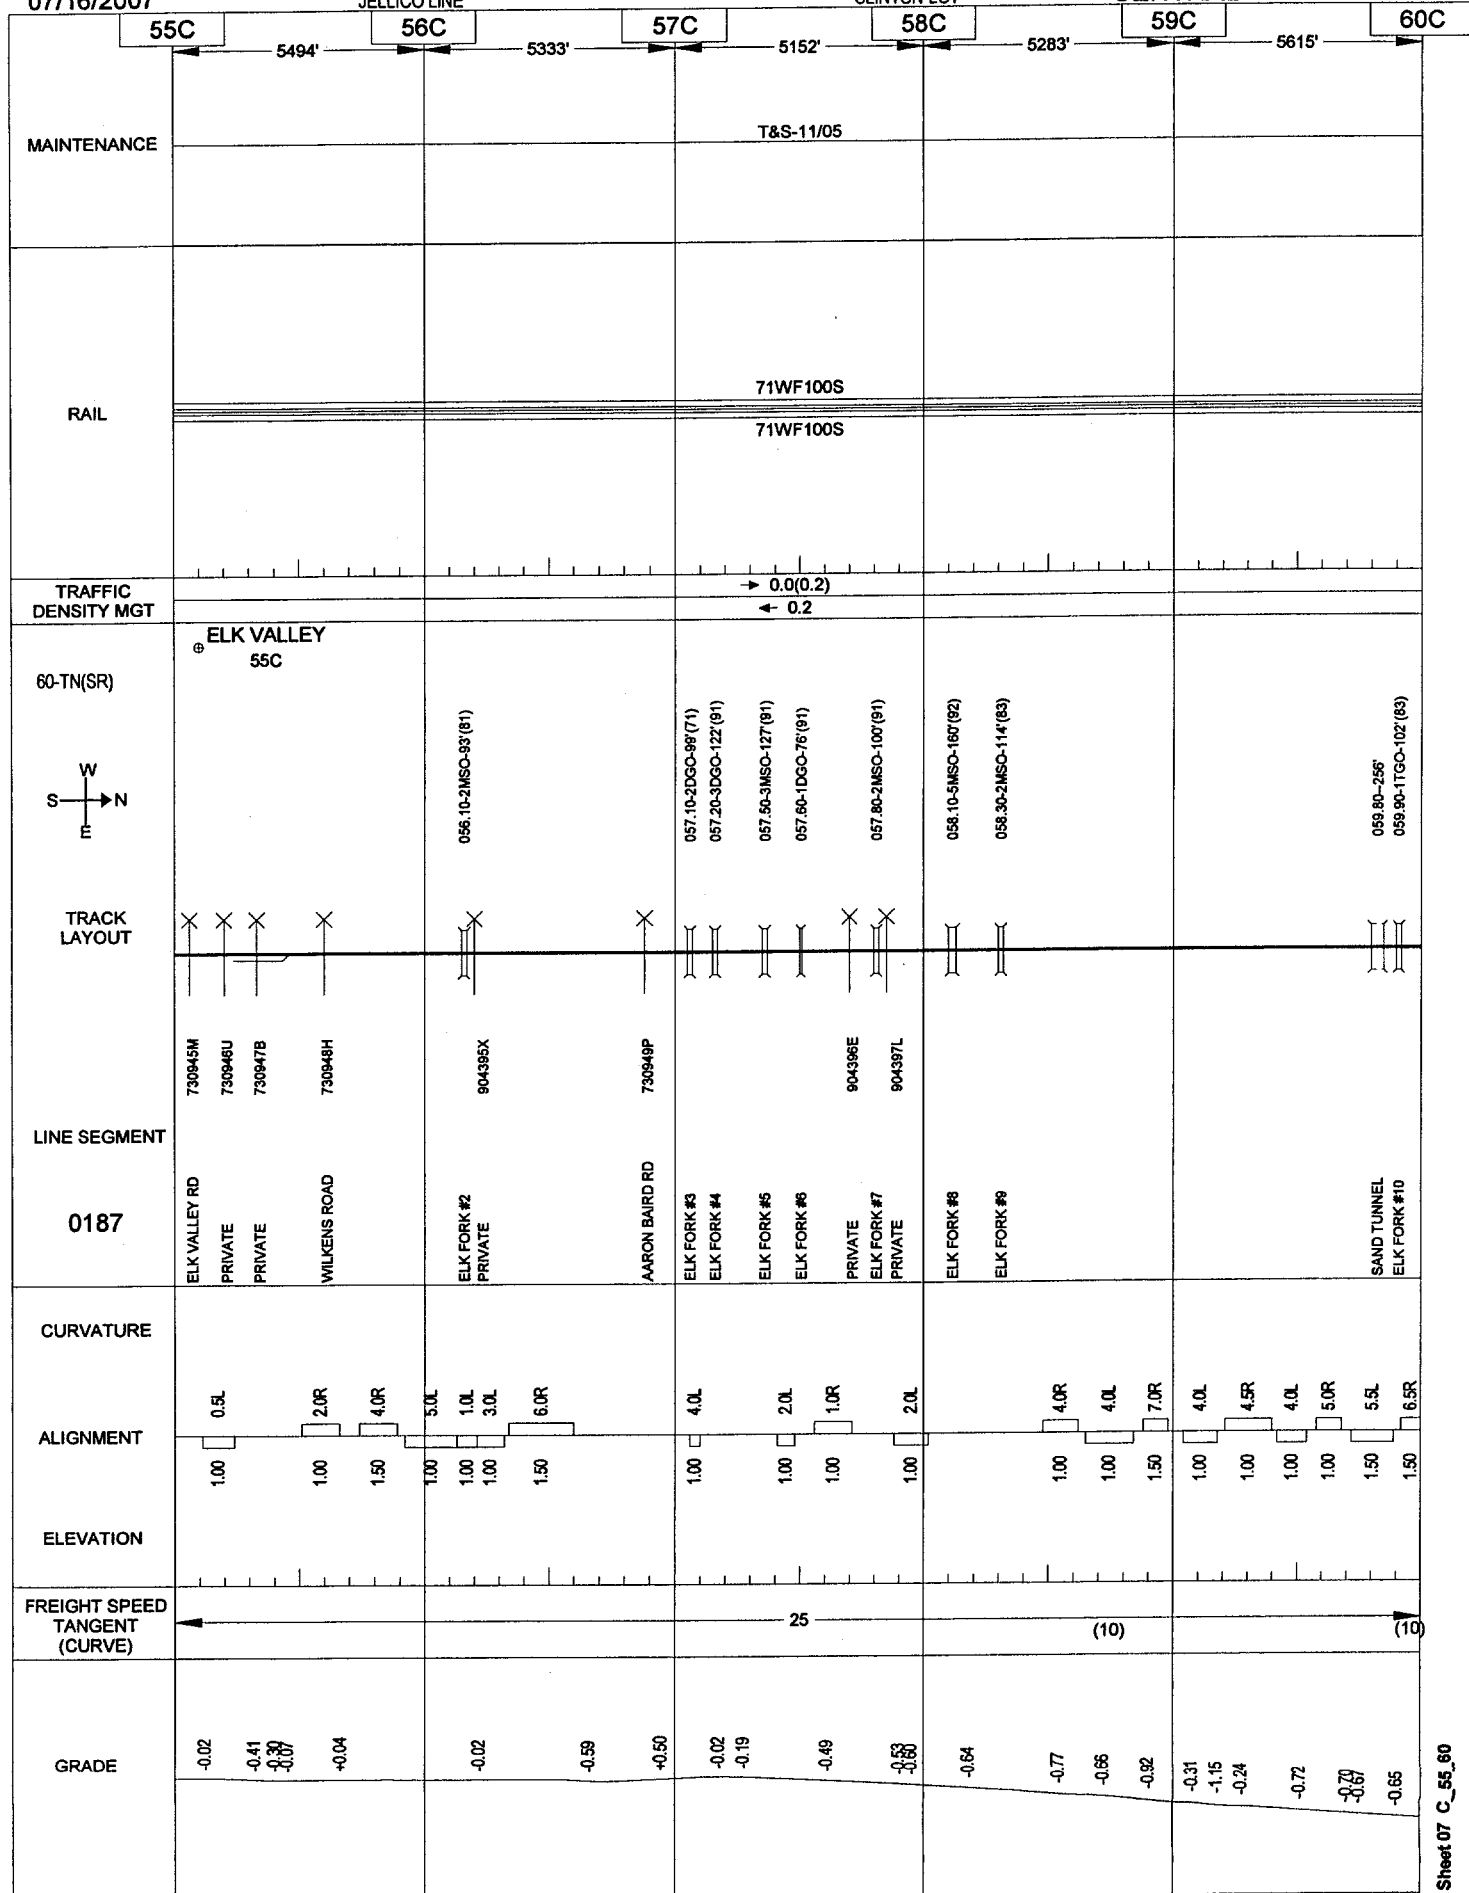 07/16/2007
JELLICO LINE
CLINTON LOT
55C 56C 57C 58C 59C 60C
5494' 5333' 5152' 5283' 5615'
MAINTENANCE
T&S-11/05
RAIL
71WF100S
71WF100S
TRAFFIC
DENSITY MGT
→ 0.0(0.2)
← 0.2
ELK VALLEY
55C
60-TN(SR)
W
S N
E
056.10-2MSO-93'(81)
057.10-2DGO-99'(71)
057.20-3DGO-122'(91)
057.50-3MSO-127'(91)
057.60-1DGO-76'(91)
057.80-2MSO-100'(91)
058.10-5MSO-160'(92)
058.30-2MSO-114'(83)
059.80--256'
059.90-1TGO-102'(83)
TRACK
LAYOUT
730945M
730946U
730947B
730948H
904395X
730949P
904396E
904397L
LINE SEGMENT
0187
ELK VALLEY RD
PRIVATE
PRIVATE
WILKENS ROAD
ELK FORK #2
PRIVATE
AARON BAIRD RD
ELK FORK #3
ELK FORK #4
ELK FORK #5
ELK FORK #6
PRIVATE
ELK FORK #7
PRIVATE
ELK FORK #8
ELK FORK #9
SAND TUNNEL
ELK FORK #10
CURVATURE
0.5L 2.0R 4.0R 5.0L 1.0L 3.0L 6.0R 4.0L 2.0L 1.0R 2.0L 4.0R 4.0L 7.0R 4.0L 4.5R 4.0L 5.0R 5.5L 6.5R
ALIGNMENT
1.00 1.00 1.50 1.00 1.00 1.00 1.50 1.00 1.00 1.00 1.00 1.00 1.00 1.50 1.00 1.00 1.00 1.00 1.50 1.50
ELEVATION
FREIGHT SPEED
TANGENT
(CURVE)
25
(10)
(10)
GRADE
-0.02 -0.41 -0.30 -0.07 +0.04 -0.02 -0.59 +0.50 -0.02 -0.19 -0.49 -0.53 -0.60 -0.64 -0.77 -0.66 -0.92 -0.31 -1.15 -0.24 -0.72 -0.70 -0.67 -0.65
Sheet 07 C_55_60